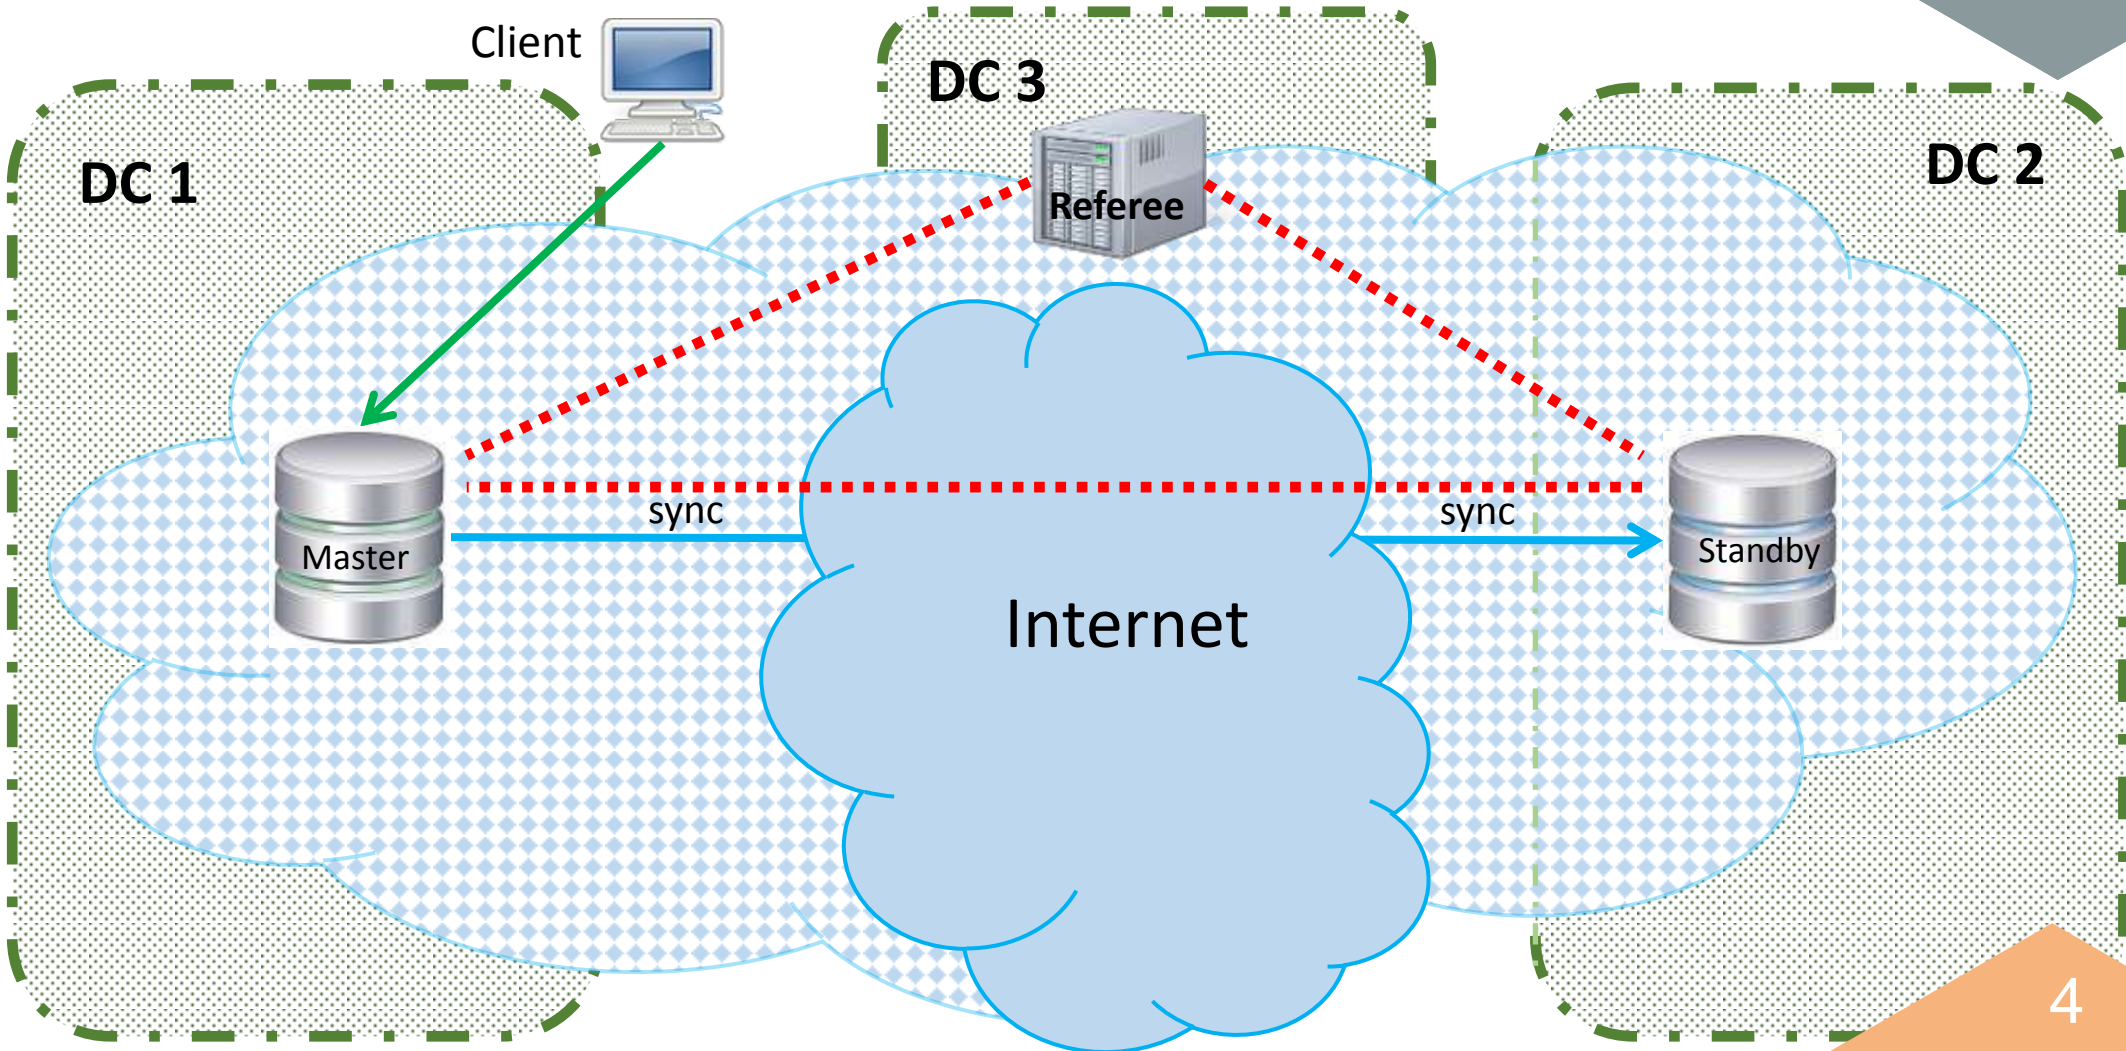 Client
DC 3
DC 1
DC 2
Referee
sync
sync
Master
Standby
Internet
4